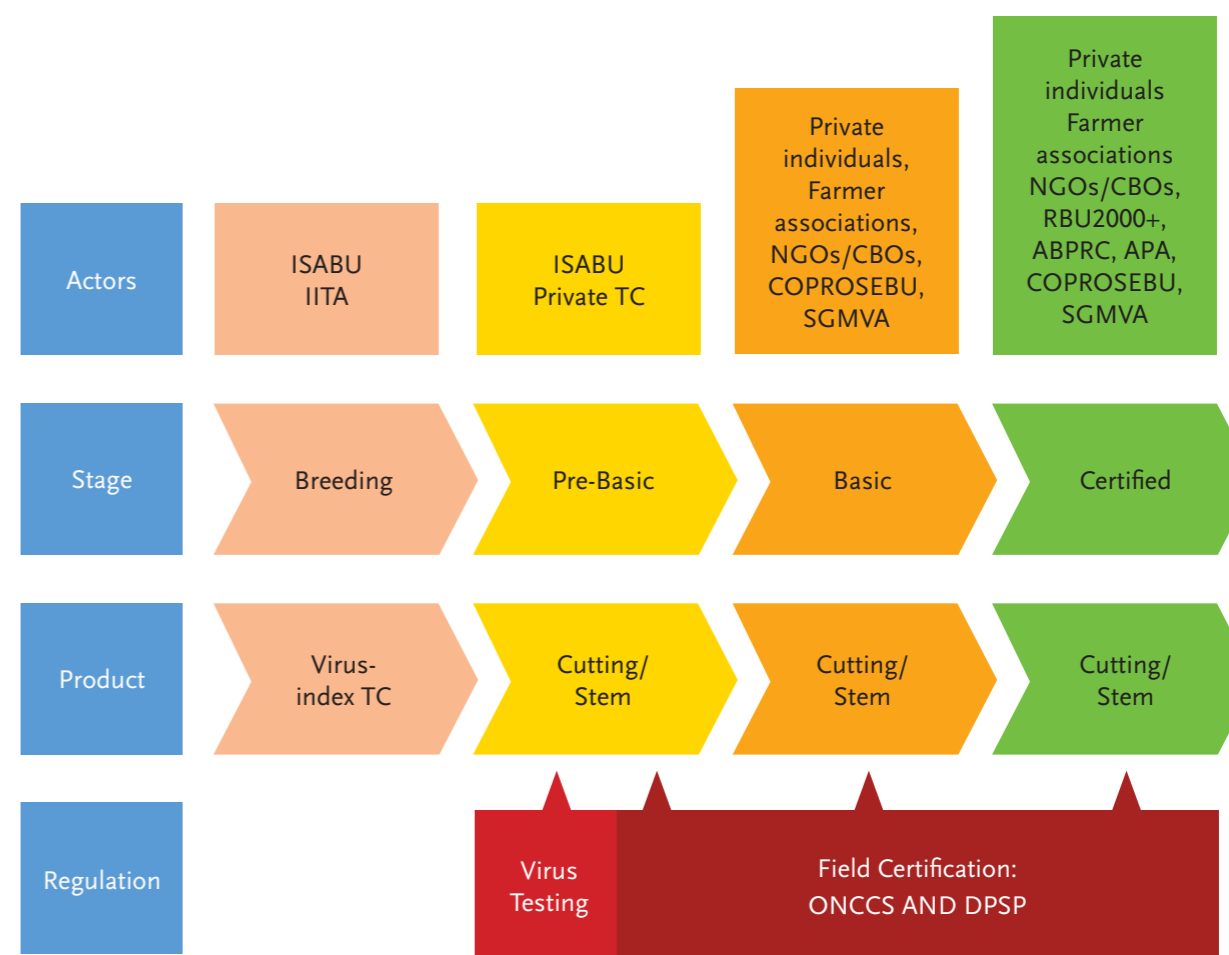 Actors
ISABU
IITA
ISABU
Private TC
Private
individuals,
Farmer
associations,
NGOs/CBOs,
COPROSEBU,
SGMVA
Private
individuals
Farmer
associations
NGOs/CBOs,
RBU2000+,
ABPRC, APA,
COPROSEBU,
SGMVA
Stage
Breeding
Pre-Basic
Basic
Certified
Product
Virus-
index TC
Cutting/
Stem
Cutting/
Stem
Cutting/
Stem
Regulation
Virus
Testing
Field Certification:
ONCCS AND DPSP